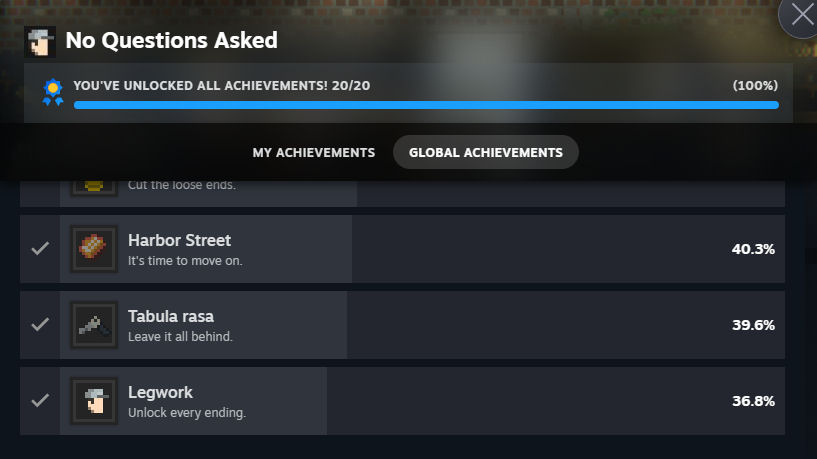 No Questions Asked
YOU'VE UNLOCKED ALL ACHIEVEMENTS! 20/20
(100%)
MY ACHIEVEMENTS
GLOBAL ACHIEVEMENTS
Cut the loose ends.
Harbor Street
It's time to move on.
40.3%
Tabula rasa
Leave it all behind.
39.6%
Legwork
Unlock every ending.
36.8%